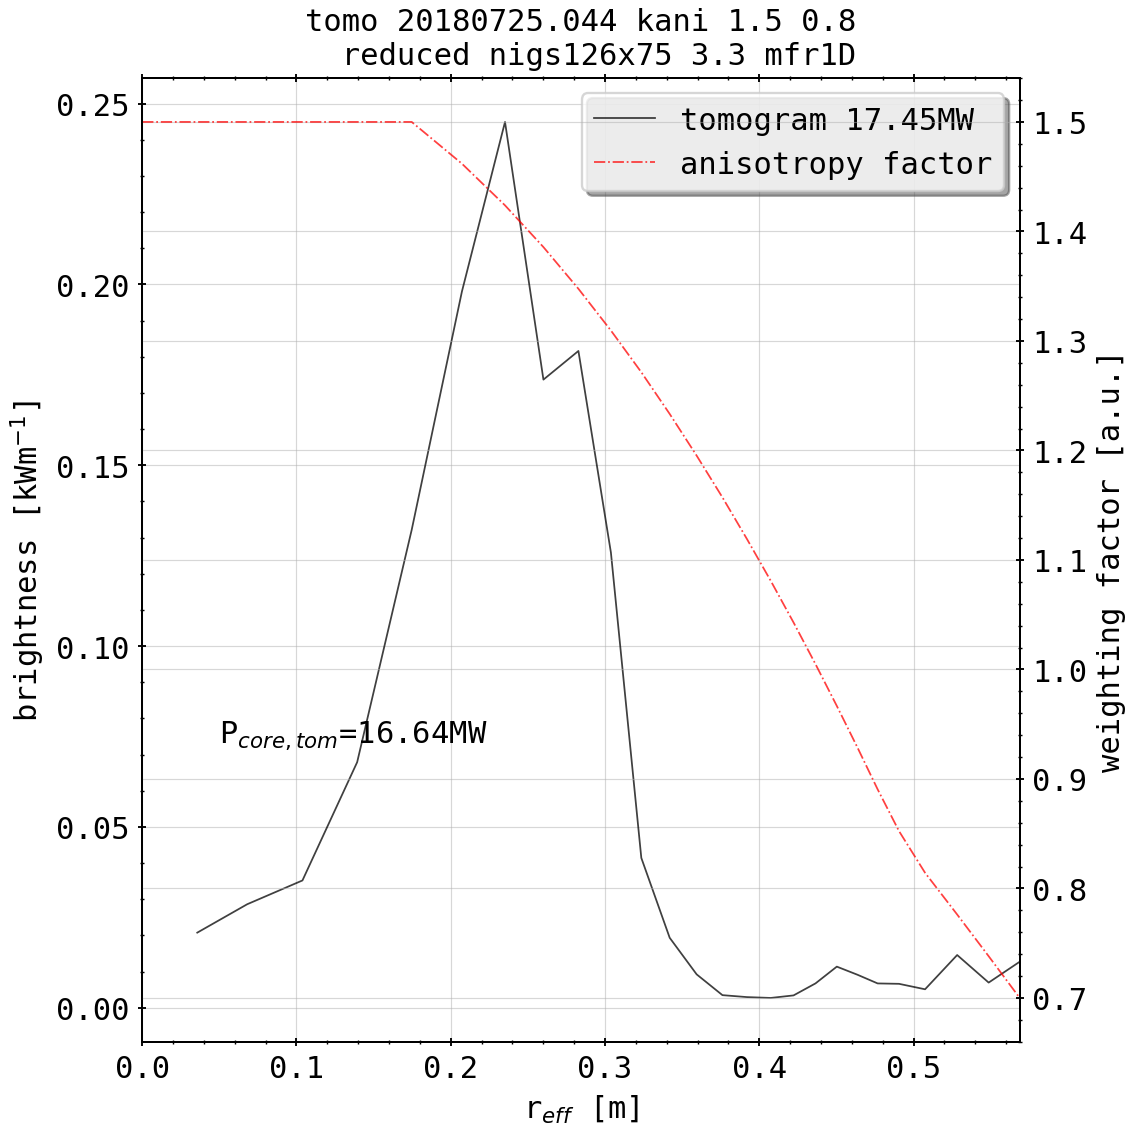 tomo 20180725.044 kani 1.5 0.8
reduced nigs126x75 3.3 mfr1D
tomogram 17.45MW
anisotropy factor
0.25
0.20
0.15
0.10
0.05
0.00
brightness [kWm⁻¹]
P_core,tom=16.64MW
1.5
1.4
1.3
1.2
1.1
1.0
0.9
0.8
0.7
weighting factor [a.u.]
0.0 0.1 0.2 0.3 0.4 0.5
r_eff [m]